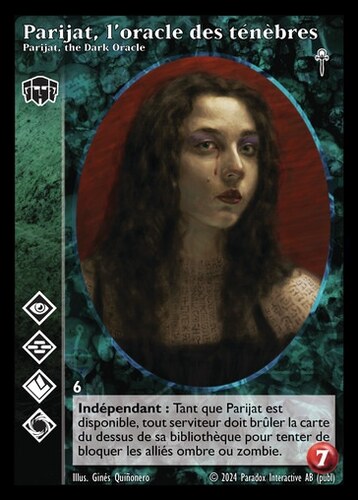 Parijat, l'oracle des ténèbres
Parijat, the Dark Oracle
6
Indépendant : Tant que Parijat est
disponible, tout serviteur doit brûler la carte
du dessus de sa bibliothèque pour tenter de
bloquer les alliés ombre ou zombie.
7
Illus. Ginés Quiñonero
© 2024 Paradox Interactive AB (publ)